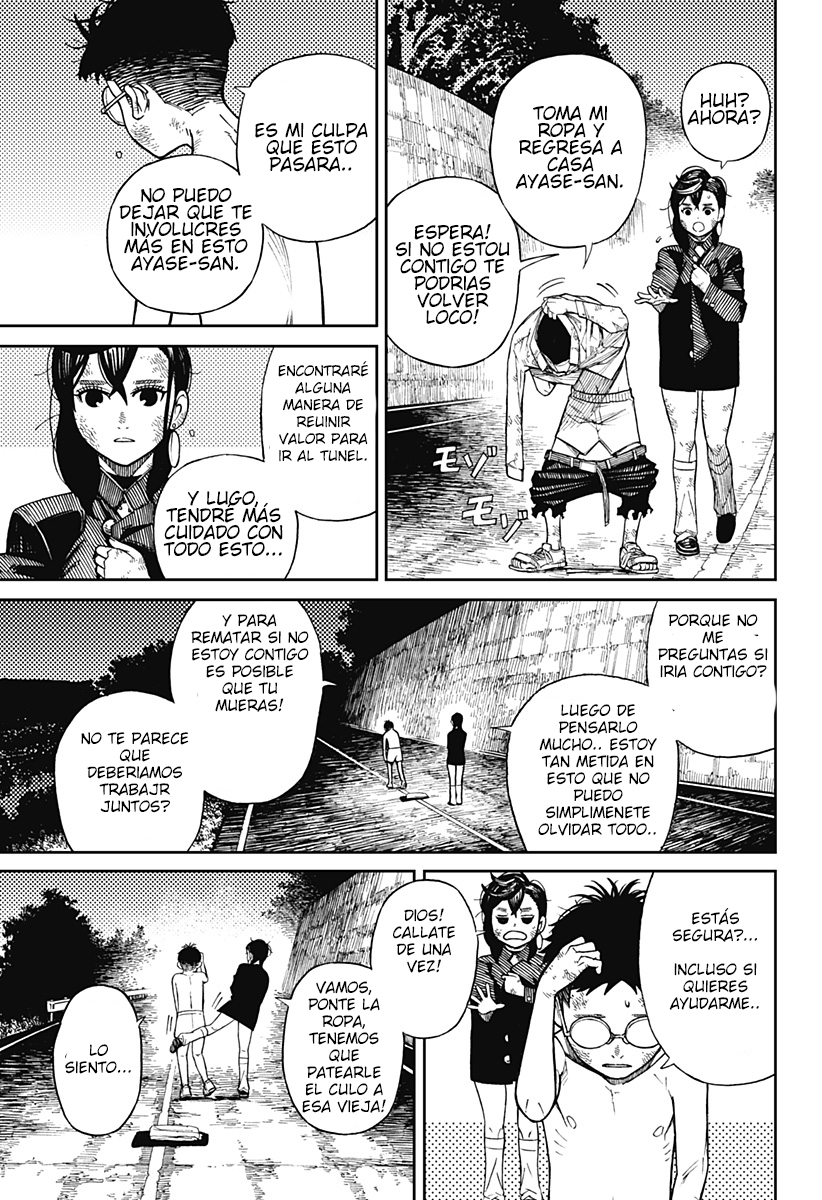 HUH?
AHORA?
TOMA MI
ROPA Y
REGRESA A
CASA
AYASE-SAN.
ESPERA!
SI NO ESTOU
CONTIGO TE
PODRIAS
VOLVER
LOCO!
モゾ
モゾ
ES MI CULPA
QUE ESTO
PASARA..
NO PUEDO
DEJAR QUE TE
INVOLUCRES
MÁS EN ESTO
AYASE-SAN.
ENCONTRARÉ
ALGUNA
MANERA DE
REUNIR
VALOR PARA
IR AL TUNEL.
Y LUGO,
TENDRÉ MÁS
CUIDADO CON
TODO ESTO...
PORQUE NO
ME
PREGUNTAS SI
IRIA CONTIGO?
LUEGO DE
PENSARLO
MUCHO.. ESTOY
TAN METIDA EN
ESTO QUE NO
PUEDO
SIMPLIMENETE
OLVIDAR TODO..
Y PARA
REMATAR SI NO
ESTOY CONTIGO
ES POSIBLE
QUE TU
MUERAS!
NO TE PARECE
QUE
DEBERIAMOS
TRABAJR
JUNTOS?
ESTÁS
SEGURA?...
INCLUSO SI
QUIERES
AYUDARME..
DIOS!
CALLATE
DE UNA
VEZ!
VAMOS,
PONTE LA
ROPA,
TENEMOS
QUE
PATEARLE
EL CULO A
ESA VIEJA!
LO
SIENTO...